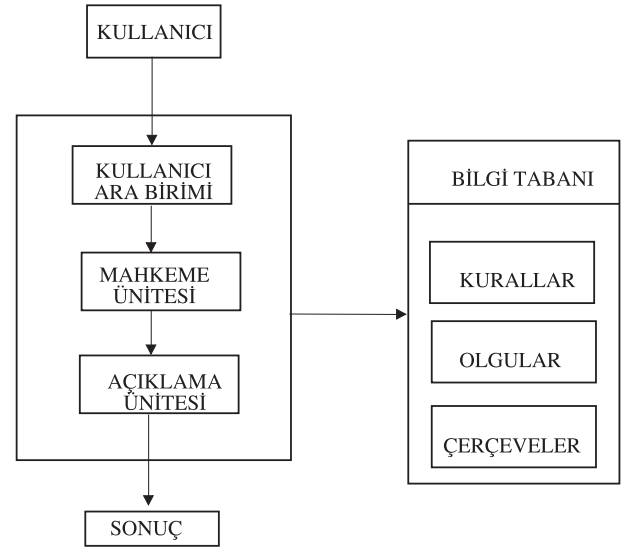 KULLANICI
KULLANICI
ARA BİRİMİ
MAHKEME
ÜNİTESİ
AÇIKLAMA
ÜNİTESİ
SONUÇ
BİLGİ TABANI
KURALLAR
OLGULAR
ÇERÇEVELER